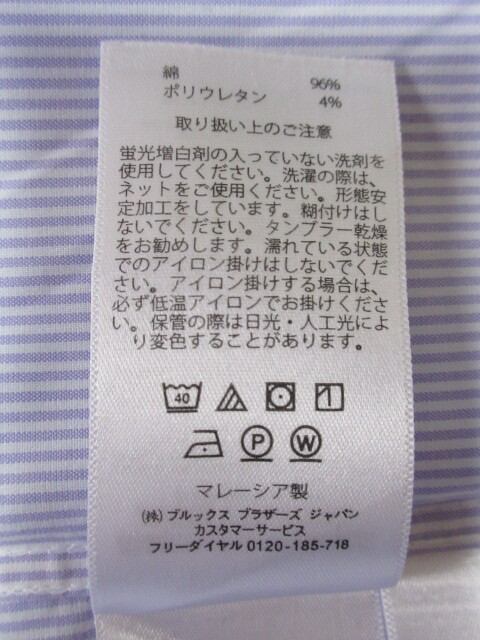 綿 96%
ポリウレタン 4%
取り扱い上のご注意
蛍光増白剤の入っていない洗剤を
使用してください。洗濯の際は、
ネットをご使用ください。形態安
定加工をしています。糊付けはし
ないでください。タンブラー乾燥
をお勧めします。濡れている状態
でのアイロン掛けはしないでくだ
さい。アイロン掛けする場合は、
必ず低温アイロンでお掛けくださ
い。保管の際は日光・人工光によ
り変色することがあります。
40
P W
マレーシア製
㈱ ブルックス ブラザーズ ジャパン
カスタマーサービス
フリーダイヤル 0120-185-718